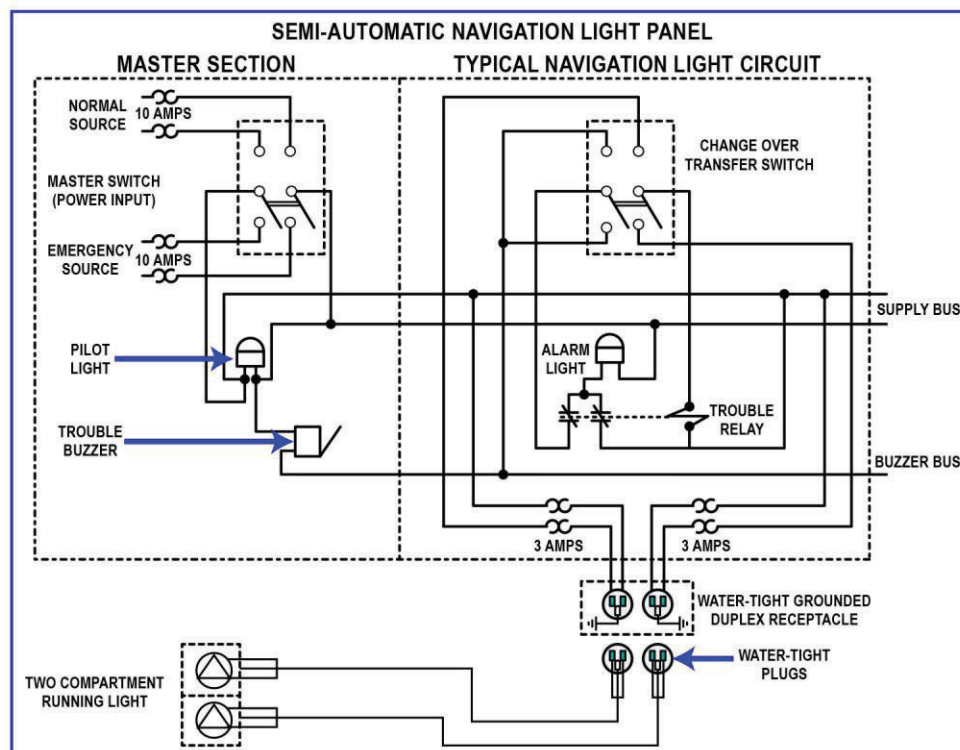 SEMI-AUTOMATIC NAVIGATION LIGHT PANEL
MASTER SECTION
TYPICAL NAVIGATION LIGHT CIRCUIT
NORMAL
SOURCE
10 AMPS
MASTER SWITCH
(POWER INPUT)
EMERGENCY
SOURCE
10 AMPS
CHANGE OVER
TRANSFER SWITCH
SUPPLY BUS
PILOT
LIGHT
ALARM
LIGHT
TROUBLE
RELAY
TROUBLE
BUZZER
BUZZER BUS
3 AMPS
3 AMPS
WATER-TIGHT GROUNDED
DUPLEX RECEPTACLE
WATER-TIGHT
PLUGS
TWO COMPARTMENT
RUNNING LIGHT